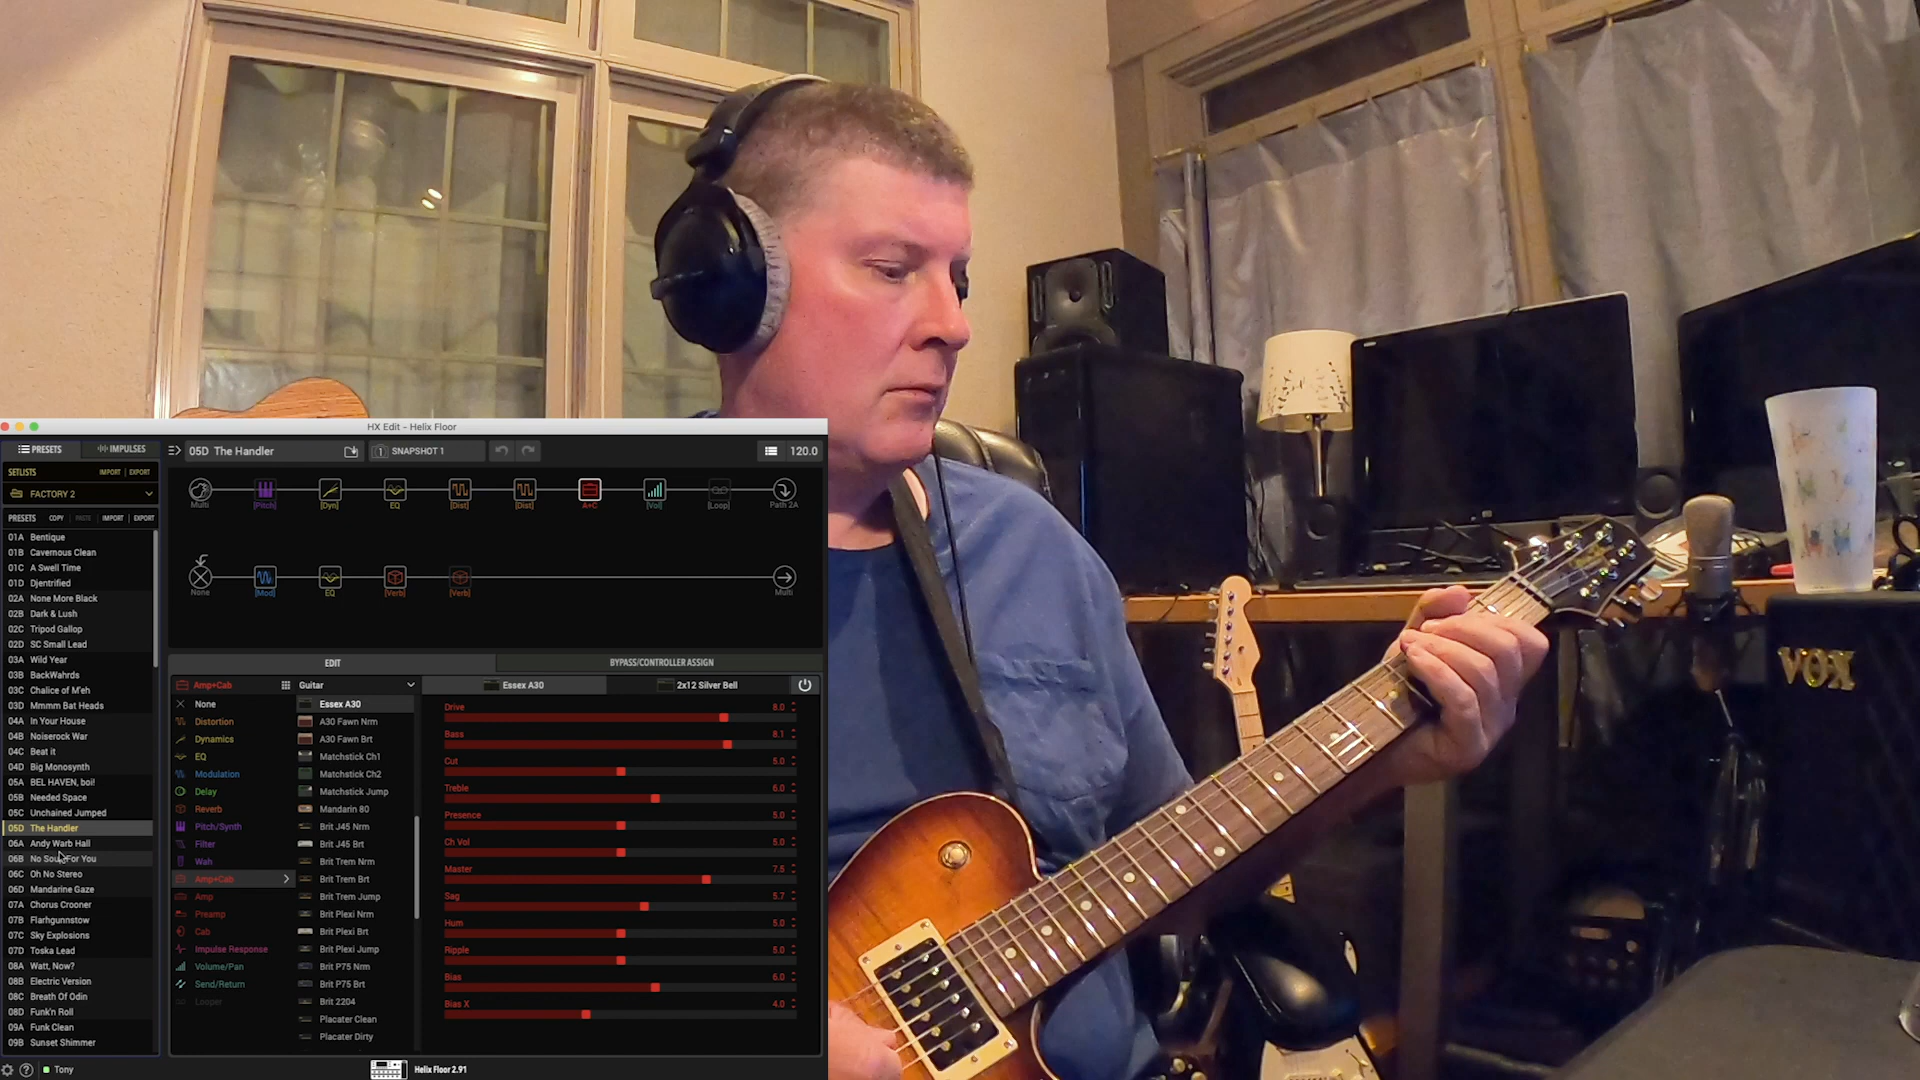 HX Edit - Helix Floor
PRESETS
IMPULSES
05D The Handler
1 SNAPSHOT 1
120.0
SETLISTS
IMPORT | EXPORT
FACTORY 2
PRESETS
COPY
PASTE
IMPORT
EXPORT
01A Bentique
01B Cavernous Clean
01C A Swell Time
01D Djentrified
02A None More Black
02B Dark & Lush
02C Tripod Gallop
02D SC Small Lead
03A Wild Year
03B BackWahrds
03C Chalice of M'eh
03D Mmmm Bat Heads
04A In Your House
04B Noiserock War
04C Beat it
04D Big Monosynth
05A BEL HAVEN, boi!
05B Needed Space
05C Unchained Jumped
05D The Handler
06A Andy Warb Hall
06B No Soup For You
06C Oh No Stereo
06D Mandarine Gaze
07A Chorus Crooner
07B Flarhgunnstow
07C Sky Explosions
07D Toska Lead
08A Watt, Now?
08B Electric Version
08C Breath Of Odin
08D Funk'n Roll
09A Funk Clean
09B Sunset Shimmer
Multi
[Pitch]
[Dyn]
EQ
[Dist]
[Dist]
A+C
[Vol]
[Loop]
Path 2A
None
[Mod]
EQ
[Verb]
[Verb]
Multi
EDIT
BYPASS/CONTROLLER ASSIGN
Amp+Cab
Guitar
Essex A30
2x12 Silver Bell
None
Distortion
Dynamics
EQ
Modulation
Delay
Reverb
Pitch/Synth
Filter
Wah
Amp+Cab
Amp
Preamp
Cab
Impulse Response
Volume/Pan
Send/Return
Looper
Essex A30
A30 Fawn Nrm
A30 Fawn Brt
Matchstick Ch1
Matchstick Ch2
Matchstick Jump
Mandarin 80
Brit J45 Nrm
Brit J45 Brt
Brit Trem Nrm
Brit Trem Brt
Brit Trem Jump
Brit Plexi Nrm
Brit Plexi Brt
Brit Plexi Jump
Brit P75 Nrm
Brit P75 Brt
Brit 2204
Placater Clean
Placater Dirty
Drive 8.0
Bass 8.1
Cut 5.0
Treble 6.0
Presence 5.0
Ch Vol 5.0
Master 7.5
Sag 5.7
Hum 5.0
Ripple 5.0
Bias 6.0
Bias X 4.0
Tony
Helix Floor 2.91
VOX